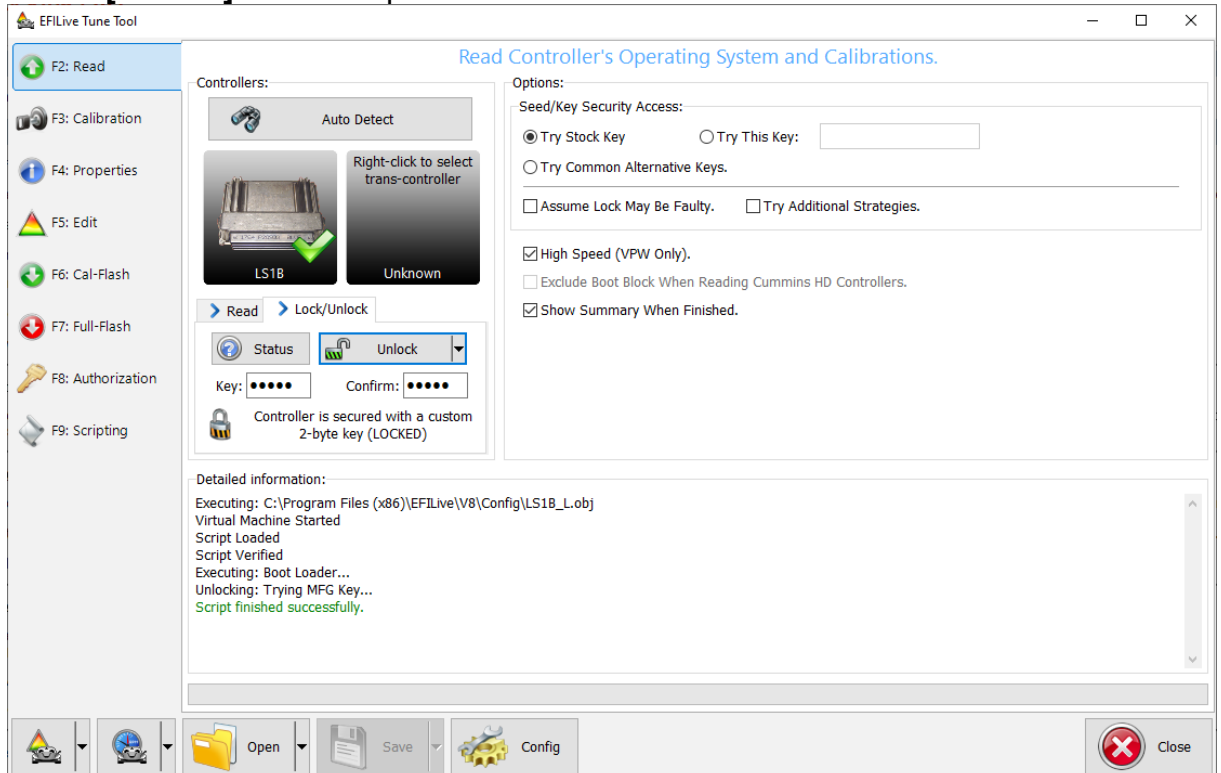 EFILive Tune Tool
F2: Read
F3: Calibration
F4: Properties
F5: Edit
F6: Cal-Flash
F7: Full-Flash
F8: Authorization
F9: Scripting
Read Controller's Operating System and Calibrations.
Controllers:
Auto Detect
LS1B
Right-click to select
trans-controller
Unknown
Read
Lock/Unlock
Status
Unlock
Key: •••••
Confirm: •••••
Controller is secured with a custom
2-byte key (LOCKED)
Options:
Seed/Key Security Access:
Try Stock Key
Try This Key:
Try Common Alternative Keys.
Assume Lock May Be Faulty.
Try Additional Strategies.
High Speed (VPW Only).
Exclude Boot Block When Reading Cummins HD Controllers.
Show Summary When Finished.
Detailed information:
Executing: C:\Program Files (x86)\EFILive\V8\Config\LS1B_L.obj
Virtual Machine Started
Script Loaded
Script Verified
Executing: Boot Loader...
Unlocking: Trying MFG Key...
Script finished successfully.
Open
Save
Config
Close